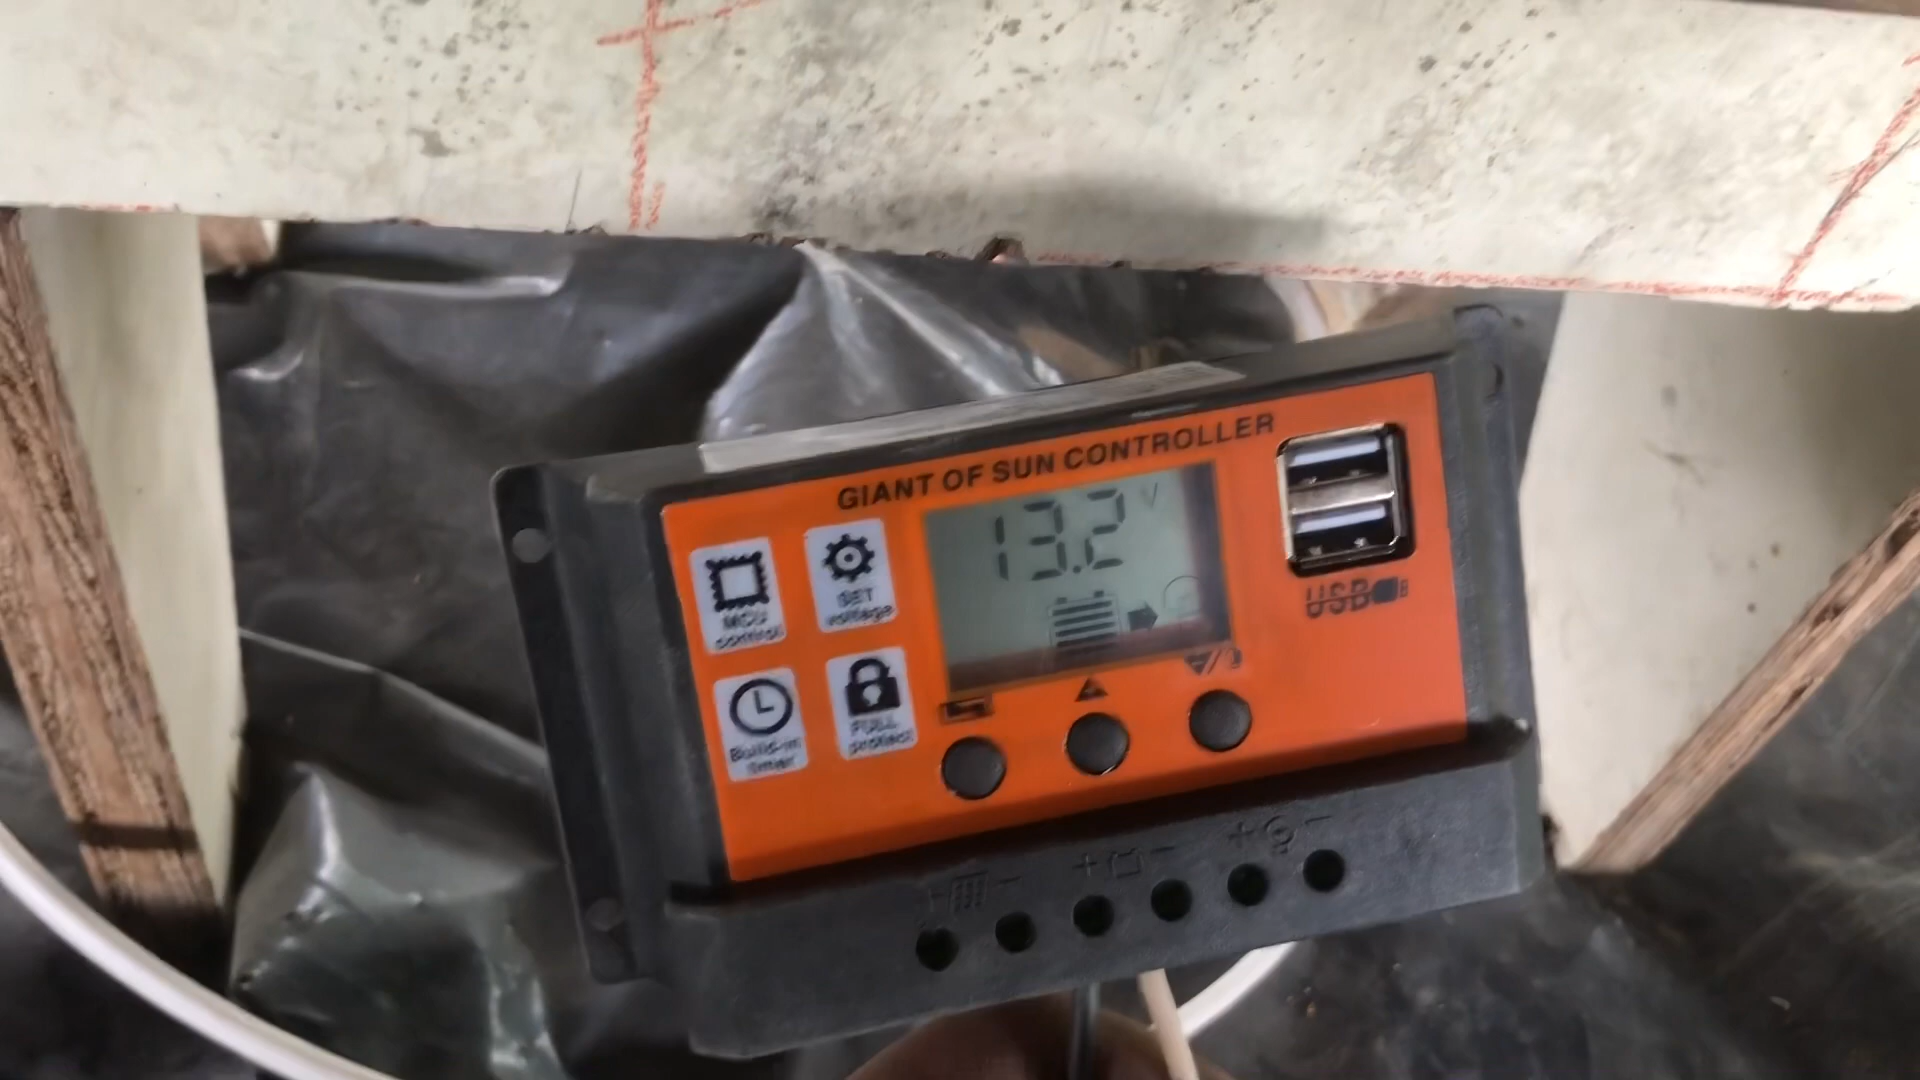 GIANT OF SUN CONTROLLER
13.2 V
MCU
control
SET
voltage
USB
Build-in
timer
FULL
protect